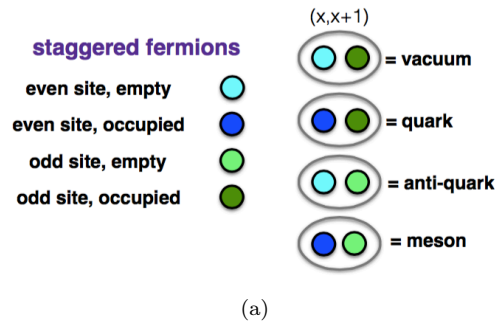 staggered fermions
even site, empty
even site, occupied
odd site, empty
odd site, occupied
(x,x+1)
= vacuum
= quark
= anti-quark
= meson
(a)